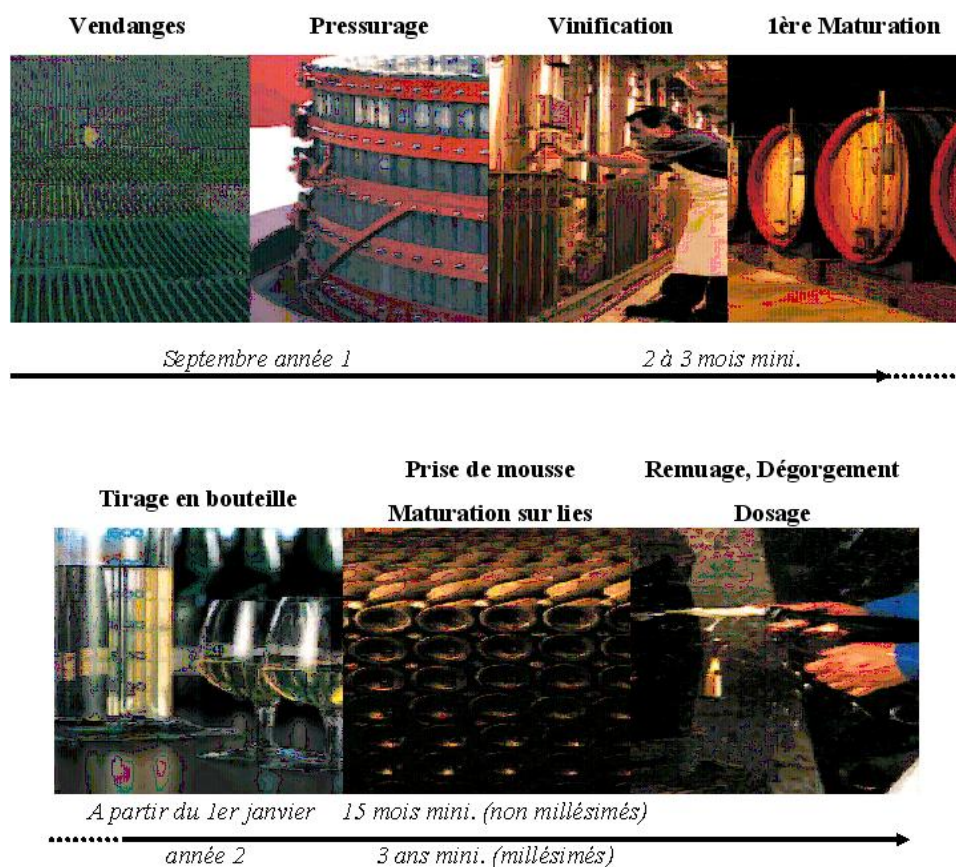 Vendanges Pressurage Vinification 1ère Maturation
Septembre année 1 2 à 3 mois mini.
Prise de mousse Remuage, Dégorgement
Tirage en bouteille
Maturation sur lies Dosage
A partir du 1er janvier 15 mois mini. (non millésimés)
année 2 3 ans mini. (millésimés)